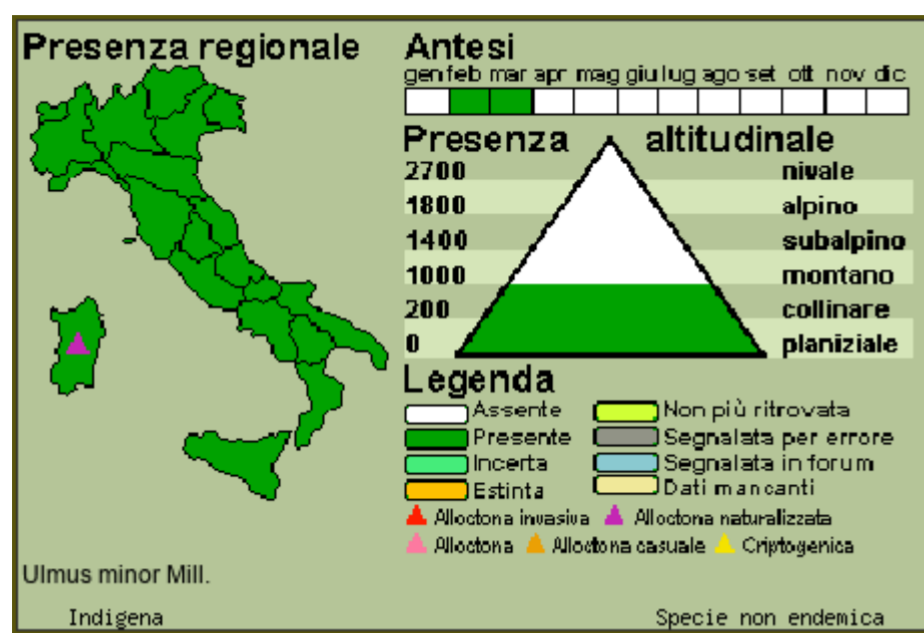 Presenza regionale
Antesi
gen feb mar apr mag giu lug ago set ott nov dic
Presenza altitudinale
2700 nivale
1800 alpino
1400 subalpino
1000 montano
200 collinare
0 planiziale
Legenda
Assente Non più ritrovata
Presente Segnalata per errore
Incerta Segnalata in forum
Estinta Dati mancanti
Alloctona invasiva Alloctona naturalizzata
Alloctona Alloctona casuale Criptogenica
Ulmus minor Mill.
Indigena Specie non endemica